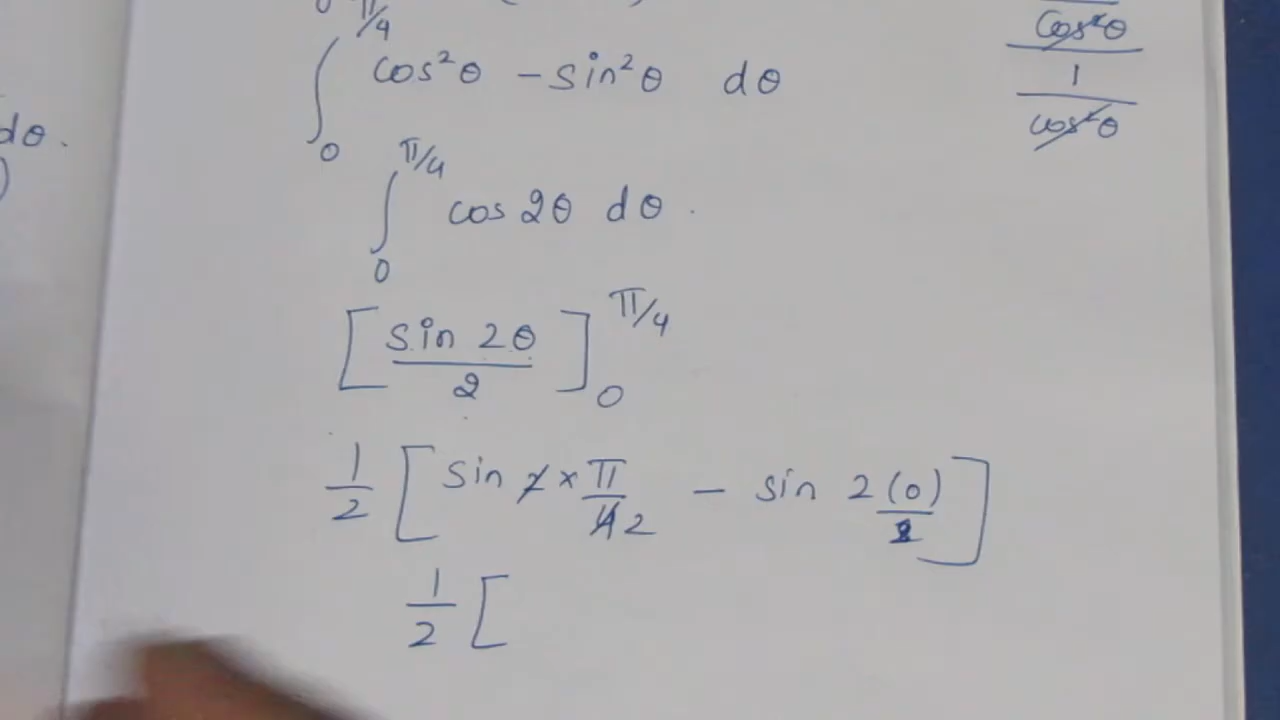 π/4
∫ cos²θ - sin²θ dθ
0
cos²θ
1
cos²θ
dθ.
)
π/4
∫ cos 2θ dθ.
0
[ sin 2θ / 2 ] π/4 0
1/2 [ sin 2 × π/4 2 - sin 2(0) ]
1/2 [